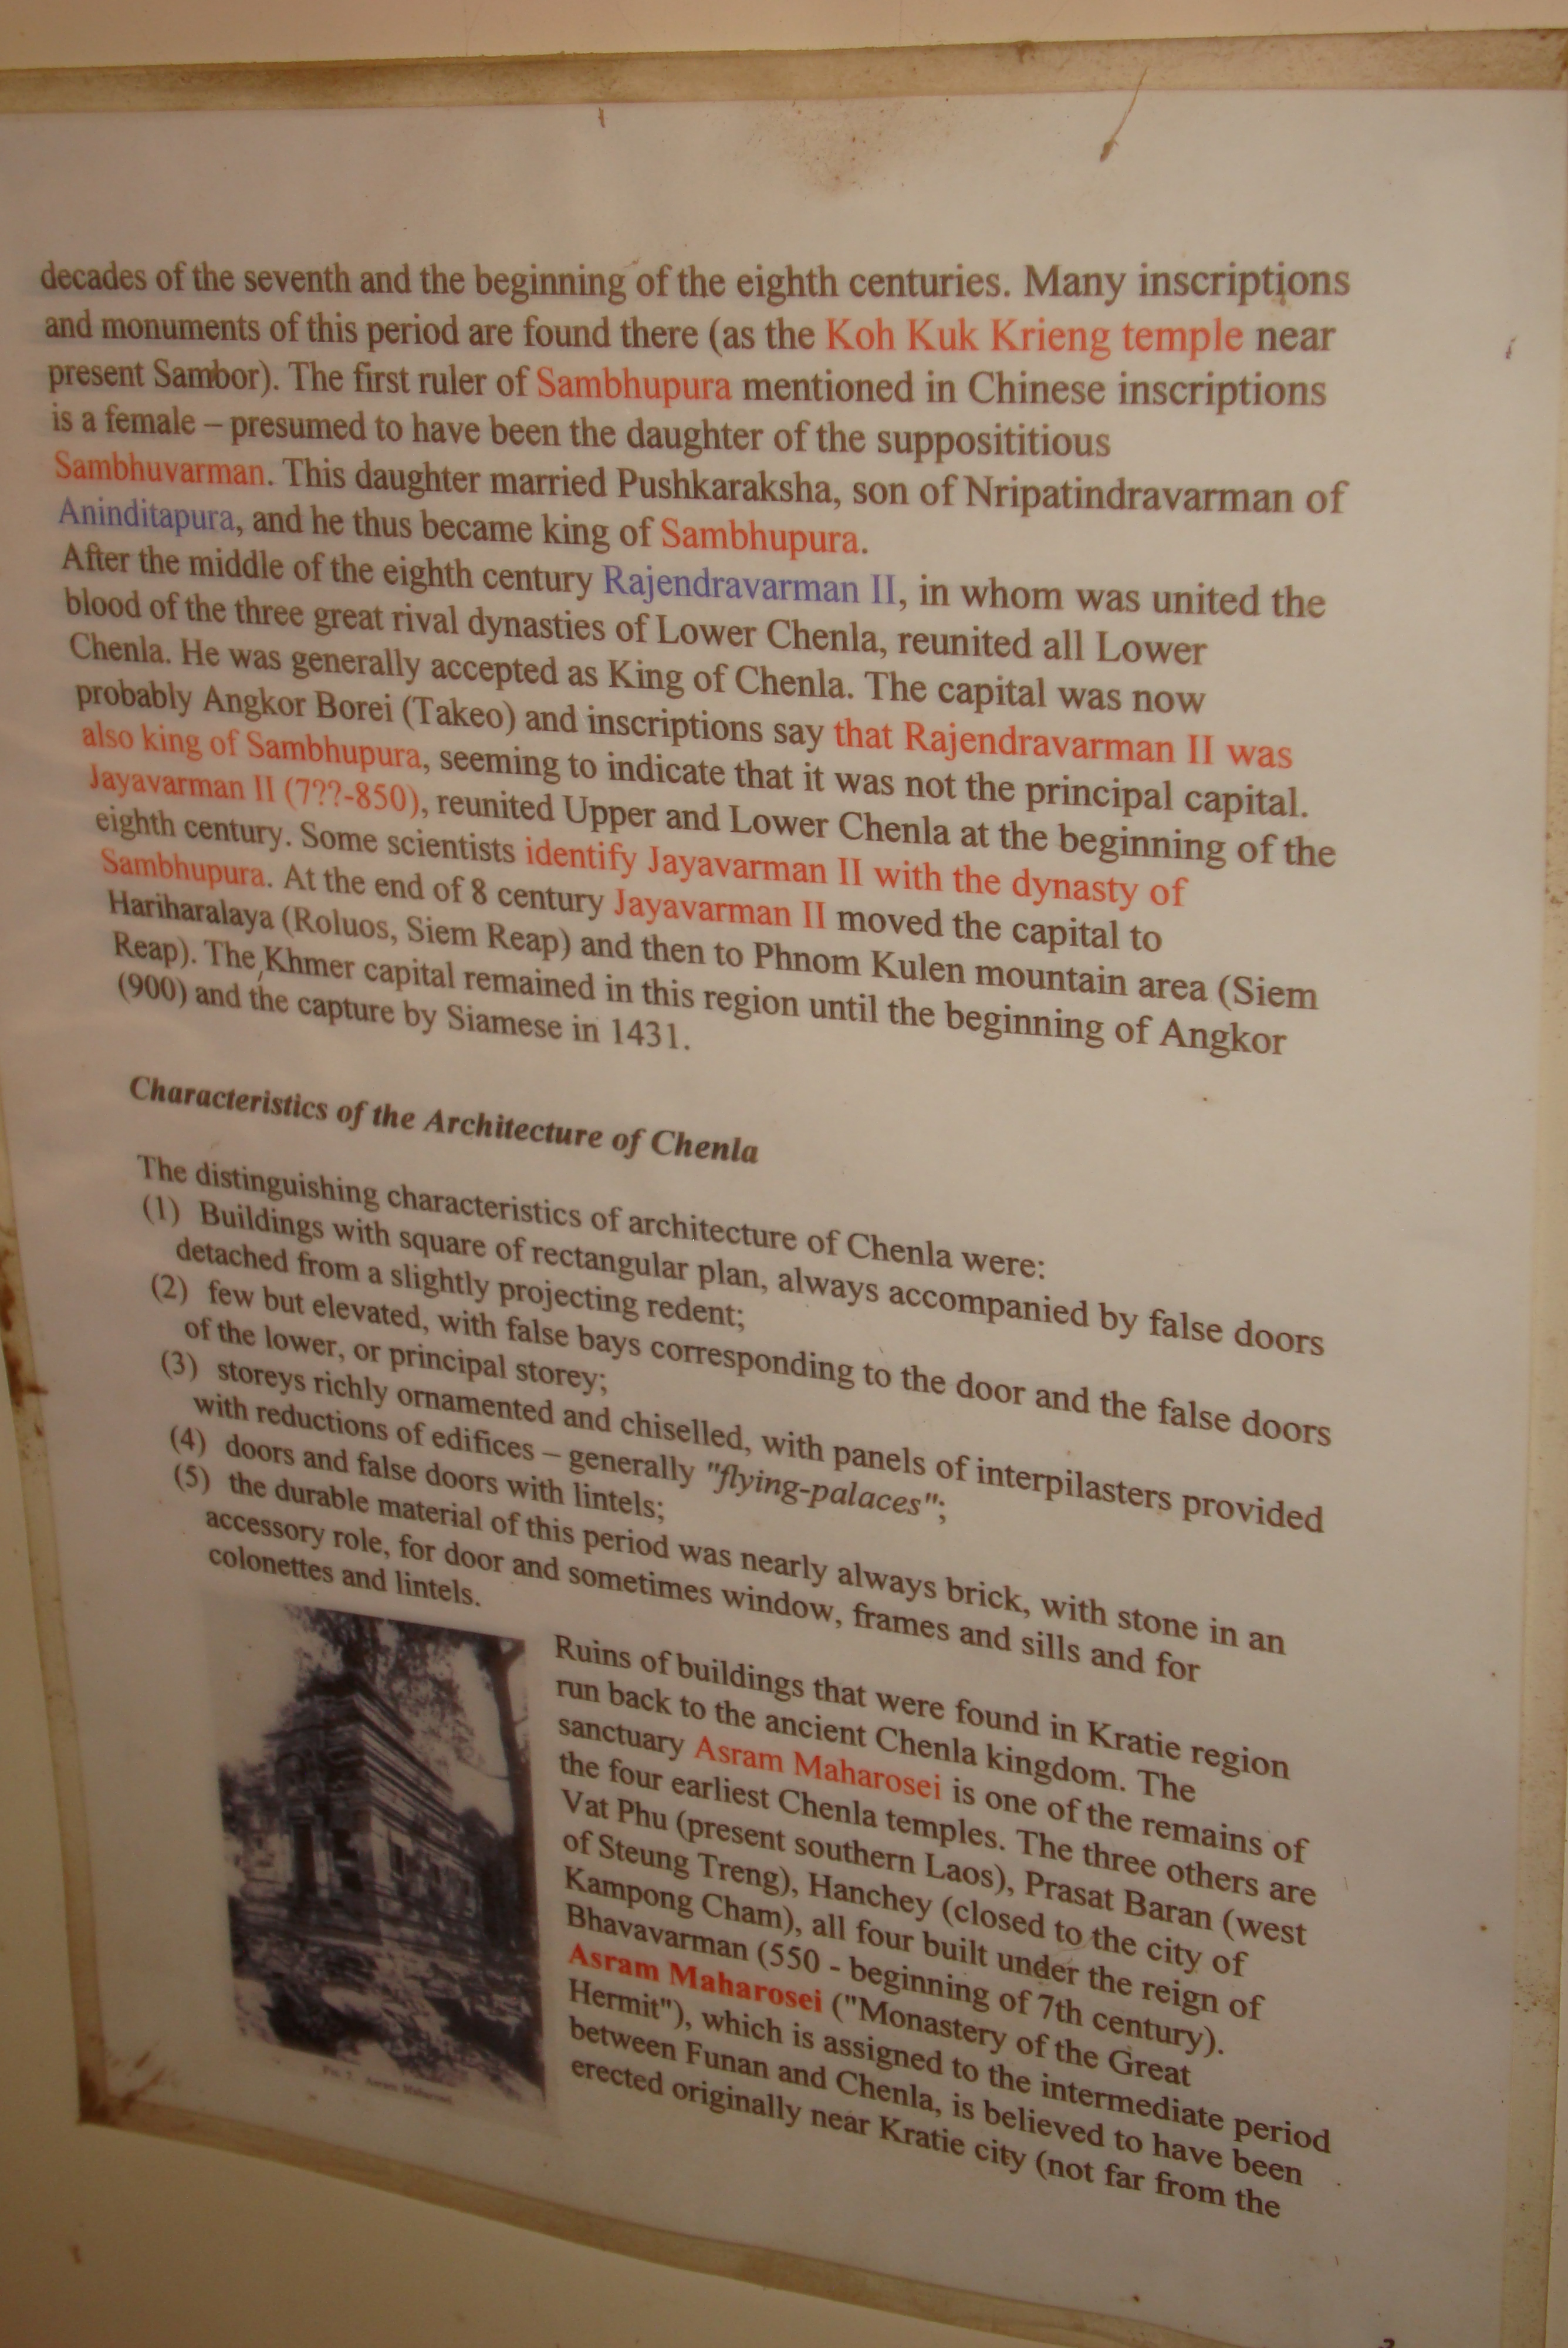 decades of the seventh and the beginning of the eighth centuries. Many inscriptions
and monuments of this period are found there (as the Koh Kuk Krieng temple near
present Sambor). The first ruler of Sambhupura mentioned in Chinese inscriptions
is a female – presumed to have been the daughter of the supposititious
Sambhuvarman. This daughter married Pushkaraksha, son of Nripatindravarman of
Aninditapura, and he thus became king of Sambhupura.
After the middle of the eighth century Rajendravarman II, in whom was united the
blood of the three great rival dynasties of Lower Chenla, reunited all Lower
Chenla. He was generally accepted as King of Chenla. The capital was now
probably Angkor Borei (Takeo) and inscriptions say that Rajendravarman II was
also king of Sambhupura, seeming to indicate that it was not the principal capital.
Jayavarman II (7??-850), reunited Upper and Lower Chenla at the beginning of the
eighth century. Some scientists identify Jayavarman II with the dynasty of
Sambhupura. At the end of 8 century Jayavarman II moved the capital to
Hariharalaya (Roluos, Siem Reap) and then to Phnom Kulen mountain area (Siem
Reap). The Khmer capital remained in this region until the beginning of Angkor
(900) and the capture by Siamese in 1431.
Characteristics of the Architecture of Chenla
The distinguishing characteristics of architecture of Chenla were:
(1) Buildings with square of rectangular plan, always accompanied by false doors
detached from a slightly projecting redent;
(2) few but elevated, with false bays corresponding to the door and the false doors
of the lower, or principal storey;
(3) storeys richly ornamented and chiselled, with panels of interpilasters provided
with reductions of edifices – generally "flying-palaces";
(4) doors and false doors with lintels;
(5) the durable material of this period was nearly always brick, with stone in an
accessory role, for door and sometimes window, frames and sills and for
colonettes and lintels.
Ruins of buildings that were found in Kratie region
run back to the ancient Chenla kingdom. The
sanctuary Asram Maharosei is one of the remains of
the four earliest Chenla temples. The three others are
Vat Phu (present southern Laos), Prasat Baran (west
of Steung Treng), Hanchey (closed to the city of
Kampong Cham), all four built under the reign of
Bhavavarman (550 - beginning of 7th century).
Asram Maharosei ("Monastery of the Great
Hermit"), which is assigned to the intermediate period
between Funan and Chenla, is believed to have been
erected originally near Kratie city (not far from the
Asram Maharosei